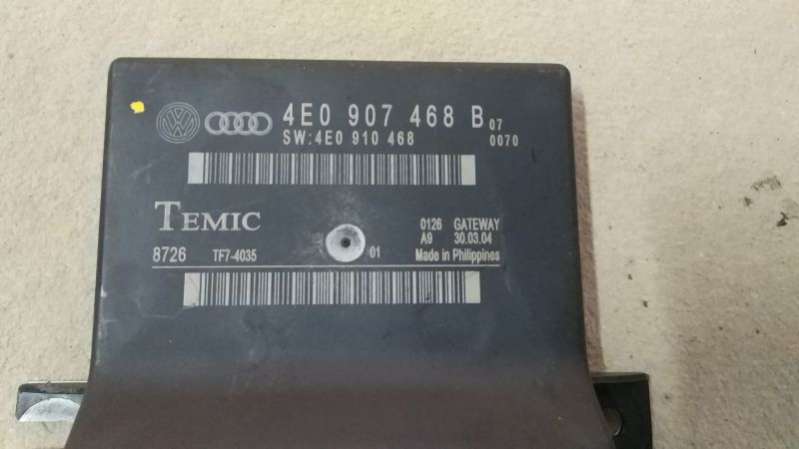 4E0 907 468 B 07
SW:4E0 910 468 0070
TEMIC
0126 GATEWAY
A9 30.03.04
8726 TF7-4035 01 Made in Philippines